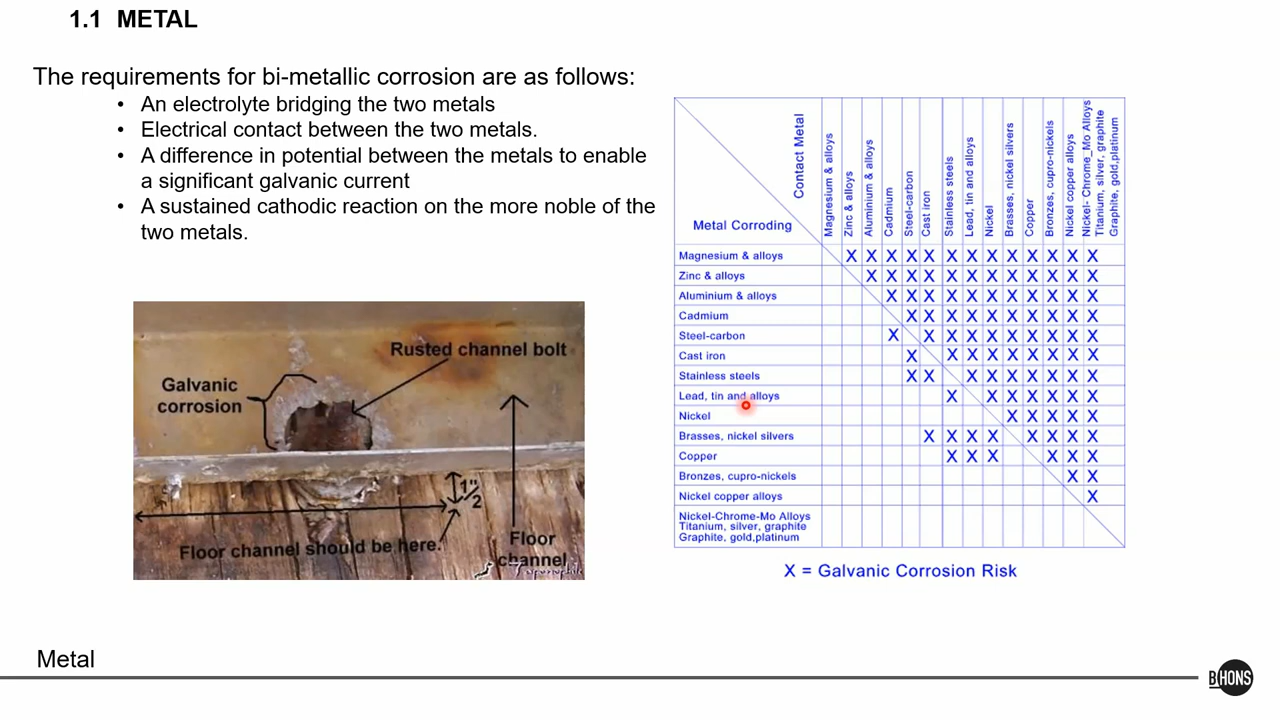 1.1 METAL
The requirements for bi-metallic corrosion are as follows:
• An electrolyte bridging the two metals
• Electrical contact between the two metals.
• A difference in potential between the metals to enable
a significant galvanic current
• A sustained cathodic reaction on the more noble of the
two metals.
Rusted channel bolt
Galvanic
corrosion
1"
2
Floor channel should be here.
Floor
channel
Contact Metal
Metal Corroding
Magnesium & alloys
Zinc & alloys
Aluminium & alloys
Cadmium
Steel-carbon
Cast iron
Stainless steels
Lead, tin and alloys
Nickel
Brasses, nickel silvers
Copper
Bronzes, cupro-nickels
Nickel copper alloys
Nickel- Chrome_Mo Alloys
Titanium, silver, graphite
Graphite, gold,platinum
Magnesium & alloys X X X X X X X X X X X X X
Zinc & alloys X X X X X X X X X X X X
Aluminium & alloys X X X X X X X X X X X
Cadmium X X X X X X X X X X
Steel-carbon X X X X X X X X X X
Cast iron X X X X X X X X X
Stainless steels X X X X X X X X X
Lead, tin and alloys X X X X X X X
Nickel X X X X X
Brasses, nickel silvers X X X X X X X X
Copper X X X X X X
Bronzes, cupro-nickels X X
Nickel copper alloys X
Nickel-Chrome-Mo Alloys
Titanium, silver, graphite
Graphite, gold,platinum
X = Galvanic Corrosion Risk
Metal
B|HONS